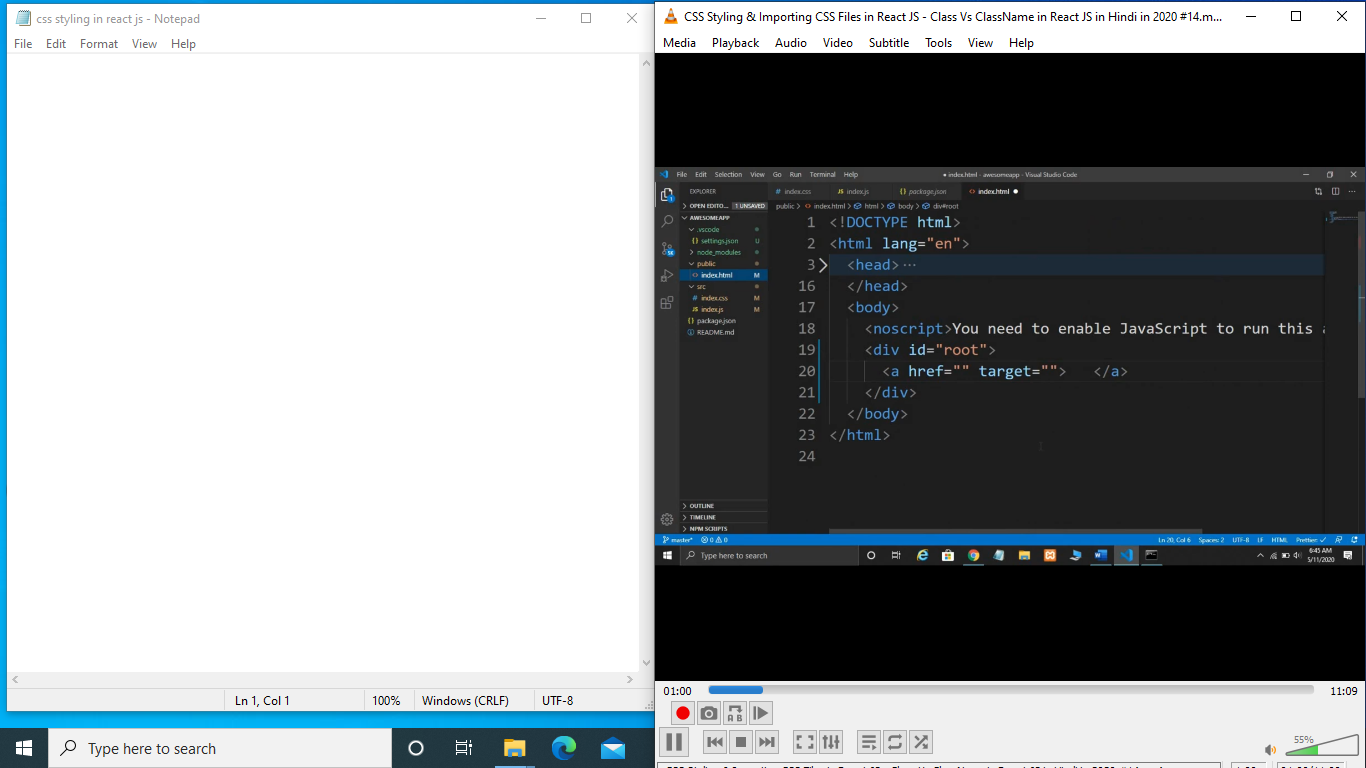 css styling in react js - Notepad
File Edit Format View Help
Ln 1, Col 1 100% Windows (CRLF) UTF-8
Type here to search
CSS Styling & Importing CSS Files in React JS - Class Vs ClassName in React JS in Hindi in 2020 #14.m...
Media Playback Audio Video Subtitle Tools View Help
File Edit Selection View Go Run Terminal Help
● index.html - awesomeapp - Visual Studio Code
EXPLORER
# index.css JS index.js {} package.json <> index.html ●
OPEN EDITO... 1 UNSAVED
public > <> index.html > html > body > div#root
AWESOMEAPP
.vscode
{} settings.json U
node_modules
public
<> index.html M
src
# index.css M
JS index.js M
{} package.json
README.md
OUTLINE
TIMELINE
NPM SCRIPTS
1 <!DOCTYPE html>
2 <html lang="en">
3 <head>···
16 </head>
17 <body>
18 <noscript>You need to enable JavaScript to run this
19 <div id="root">
20 <a href="" target=""> </a>
21 </div>
22 </body>
23 </html>
24
master* 0 0 Ln 20, Col 6 Spaces: 2 UTF-8 LF HTML Prettier: ✓
Type here to search
6:45 AM
5/11/2020
01:00 11:09
A B
55%